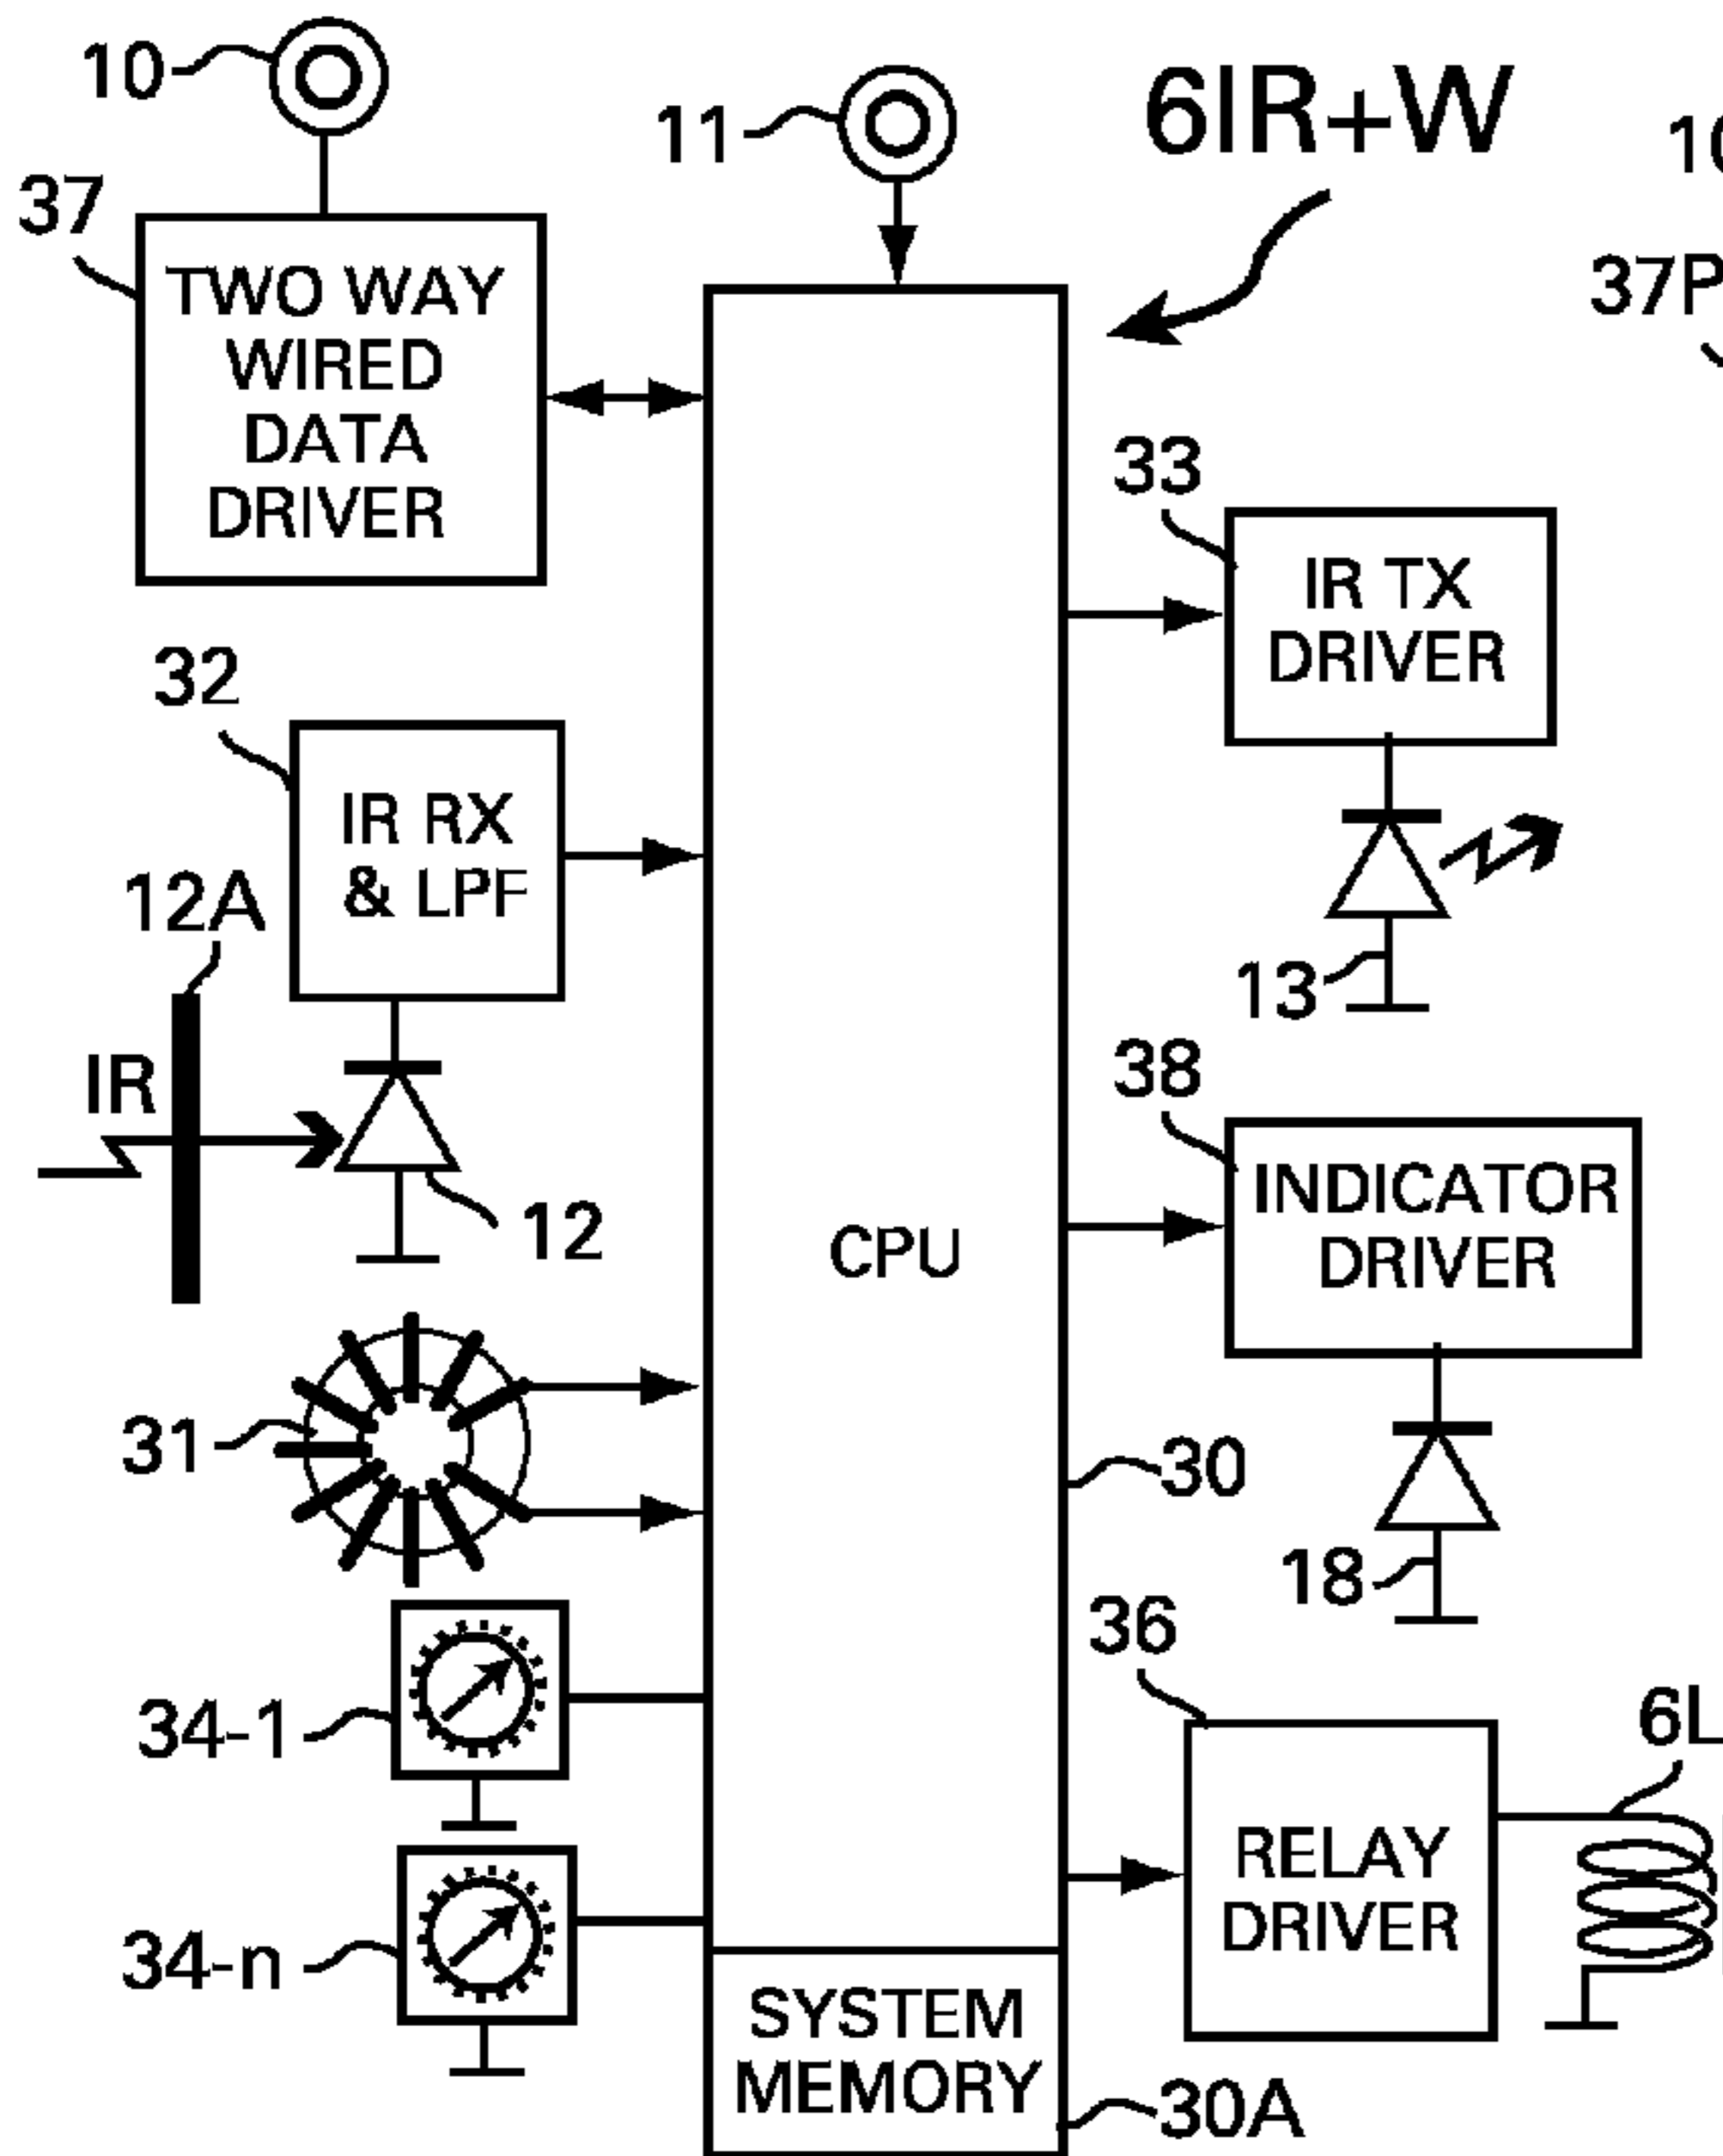 10
11
6IR+W
10
37
37P
TWO WAY
WIRED
DATA
DRIVER
33
IR TX
DRIVER
32
IR RX
& LPF
12A
13
IR
38
12
CPU
INDICATOR
DRIVER
31
30
18
36
34-1
6L
RELAY
DRIVER
34-n
SYSTEM
MEMORY
30A